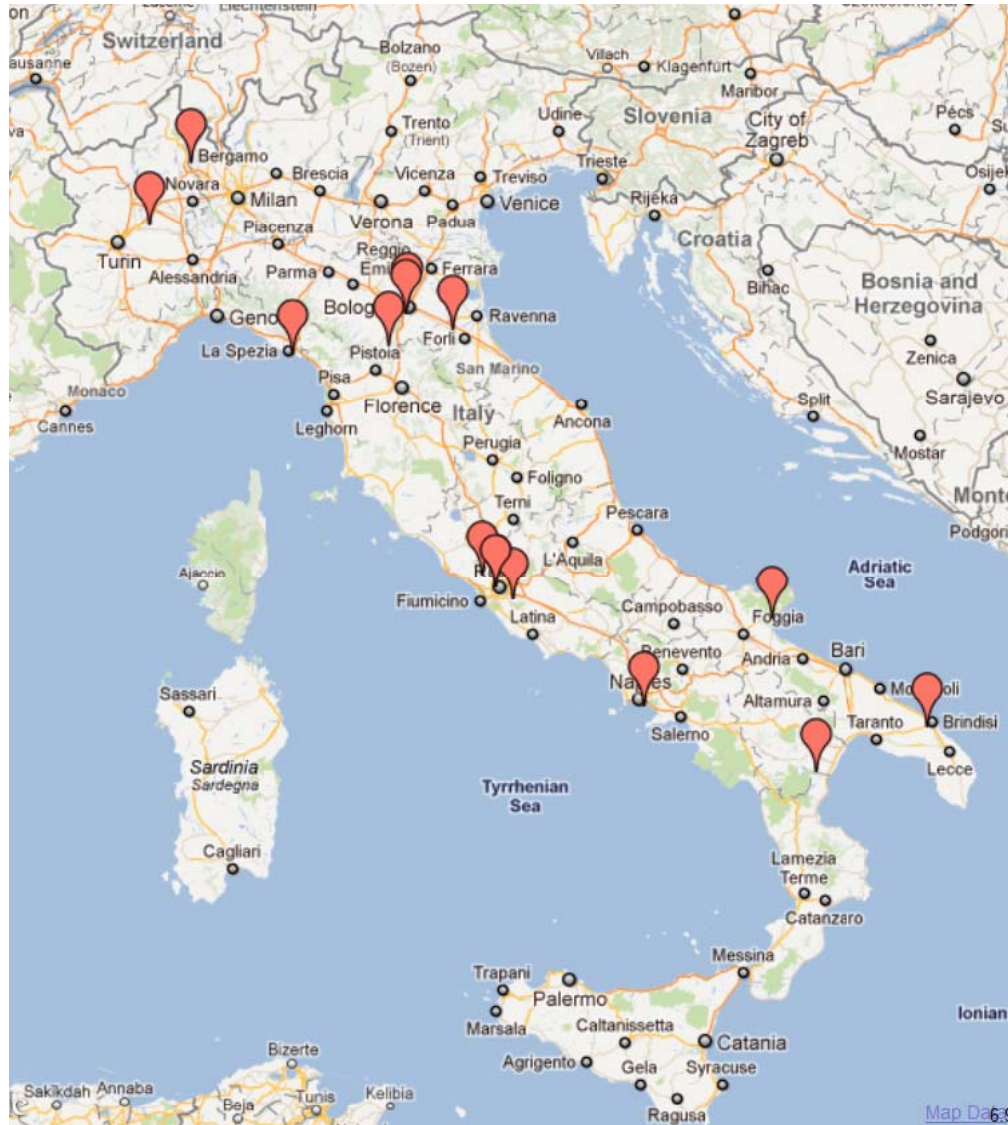 Liechtenstein
Switzerland
Bolzano
(Bozen)
Villach
Klagenfurt
Maribor
Pécs
Trento
(Trient)
Udine
Slovenia
City of
Zagreb
Bergamo
Brescia
Vicenza
Treviso
Trieste
Rijeka
Novara
Milan
Verona
Padua
Venice
Croatia
Piacenza
Reggio
Turin
Parma
Ferrara
Bihac
Bosnia and
Herzegovina
Alessandria
Ravenna
Forli
La Spezia
Pistoia
San Marino
Zenica
Monaco
Pisa
Florence
Italy
Split
Sarajevo
Cannes
Leghorn
Ancona
Mostar
Perugia
Foligno
Terni
Pescara
L'Aquila
Adriatic
Sea
Ajaccio
Fiumicino
Latina
Campobasso
Foggia
Andria
Bari
Sassari
Altamura
Salerno
Taranto
Brindisi
Lecce
Sardinia
Sardegna
Tyrrhenian
Sea
Cagliari
Lamezia
Terme
Catanzaro
Messina
Trapani
Palermo
Marsala
Caltanissetta
Catania
Ionian
Agrigento
Gela
Syracuse
Ragusa
Bizerte
Annaba
Beja
Tunis
Kelibia
Map Data